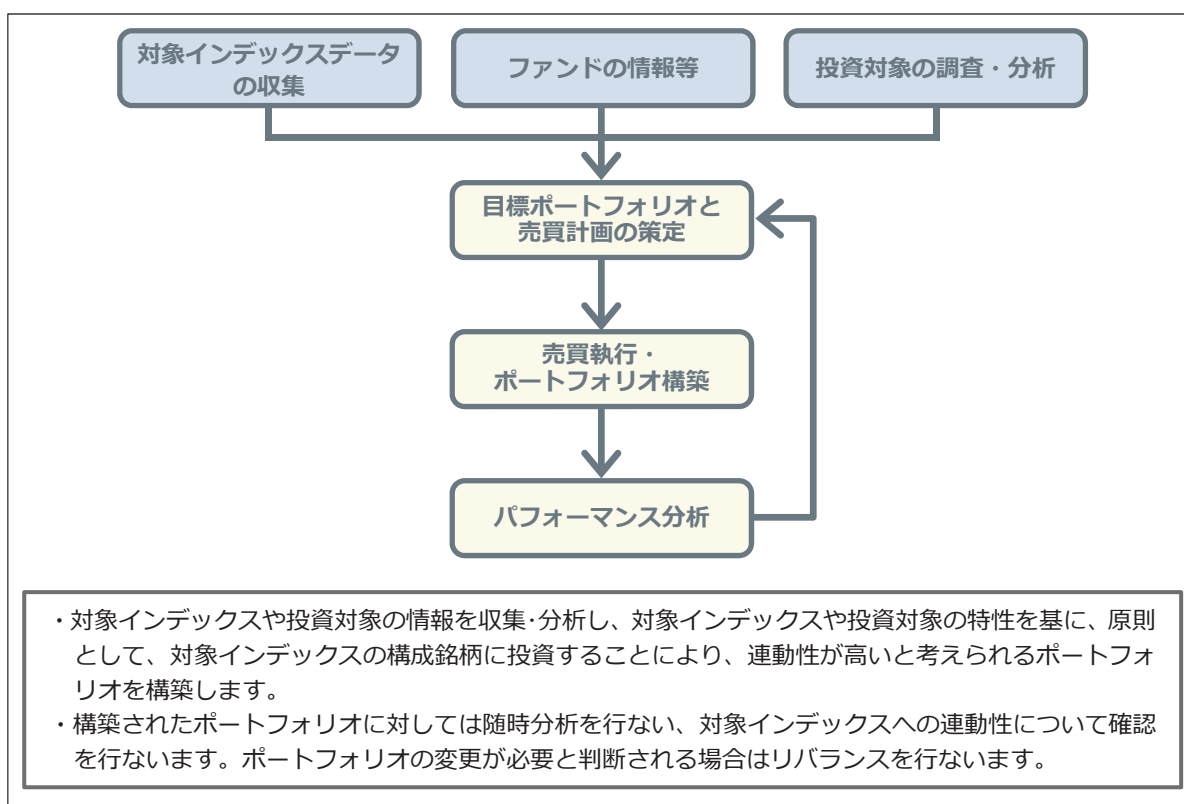 対象インデックスデータ
の収集
ファンドの情報等
投資対象の調査・分析
目標ポートフォリオと
売買計画の策定
売買執行・
ポートフォリオ構築
パフォーマンス分析
・対象インデックスや投資対象の情報を収集･分析し、対象インデックスや投資対象の特性を基に、原則
として、対象インデックスの構成銘柄に投資することにより、連動性が高いと考えられるポートフォ
リオを構築します。
・構築されたポートフォリオに対しては随時分析を行ない、対象インデックスへの連動性について確認
を行ないます。ポートフォリオの変更が必要と判断される場合はリバランスを行ないます。